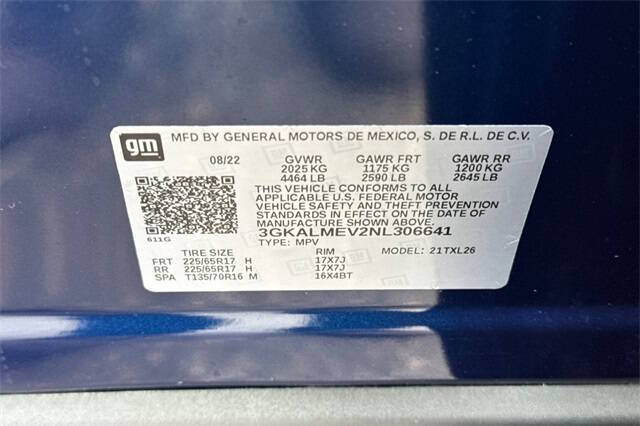 gm
MFD BY GENERAL MOTORS DE MEXICO, S. DE R.L. DE C.V.
08/22 GVWR GAWR FRT GAWR RR
2025 KG 1175 KG 1200 KG
4464 LB 2590 LB 2645 LB
THIS VEHICLE CONFORMS TO ALL
APPLICABLE U.S. FEDERAL MOTOR
VEHICLE SAFETY AND THEFT
PREVENTION STANDARDS IN
EFFECT ON THE DATE OF
MANUFACTURE SHOWN ABOVE.
3GKALMEV2NL306641
611G TYPE: MPV MODEL: 21TXL26
TIRE SIZE RIM
FRT 225/65R17 H 17X7J
RR 225/65R17 H 17X7J
SPA T135/70R16 M 16X4BT